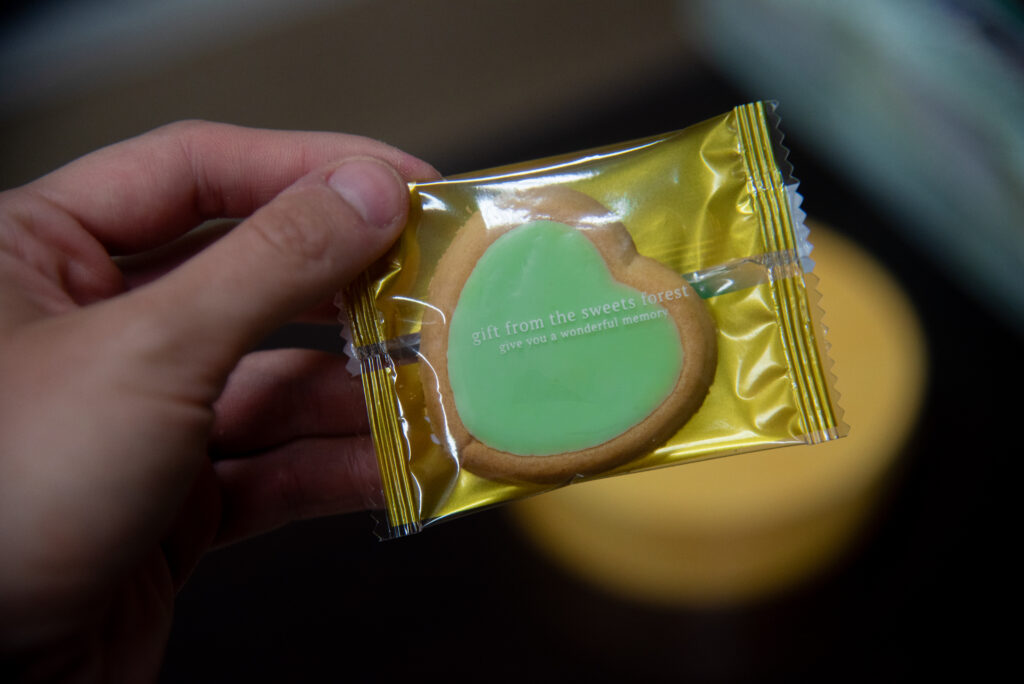 gift from the sweets forest
give you a wonderful memory